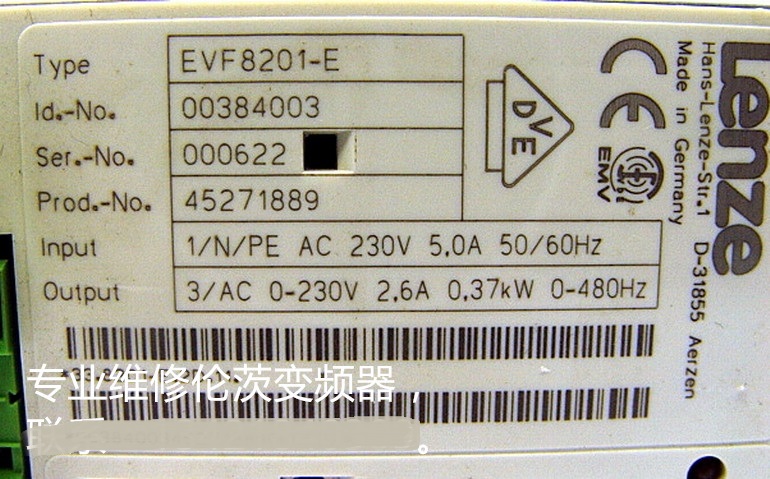 Type EVF8201-E
Id.-No. 00384003
Ser.-No. 000622
Prod.-No. 45271889
Input 1/N/PE AC 230V 5.0A 50/60Hz
Output 3/AC 0-230V 2.6A 0.37kW 0-480Hz
VDE
CE
EMV
Lenze
Hans-Lenze-Str.1 D-31855 Aerzen
Made in Germany
专业维修伦茨变频器，
联系